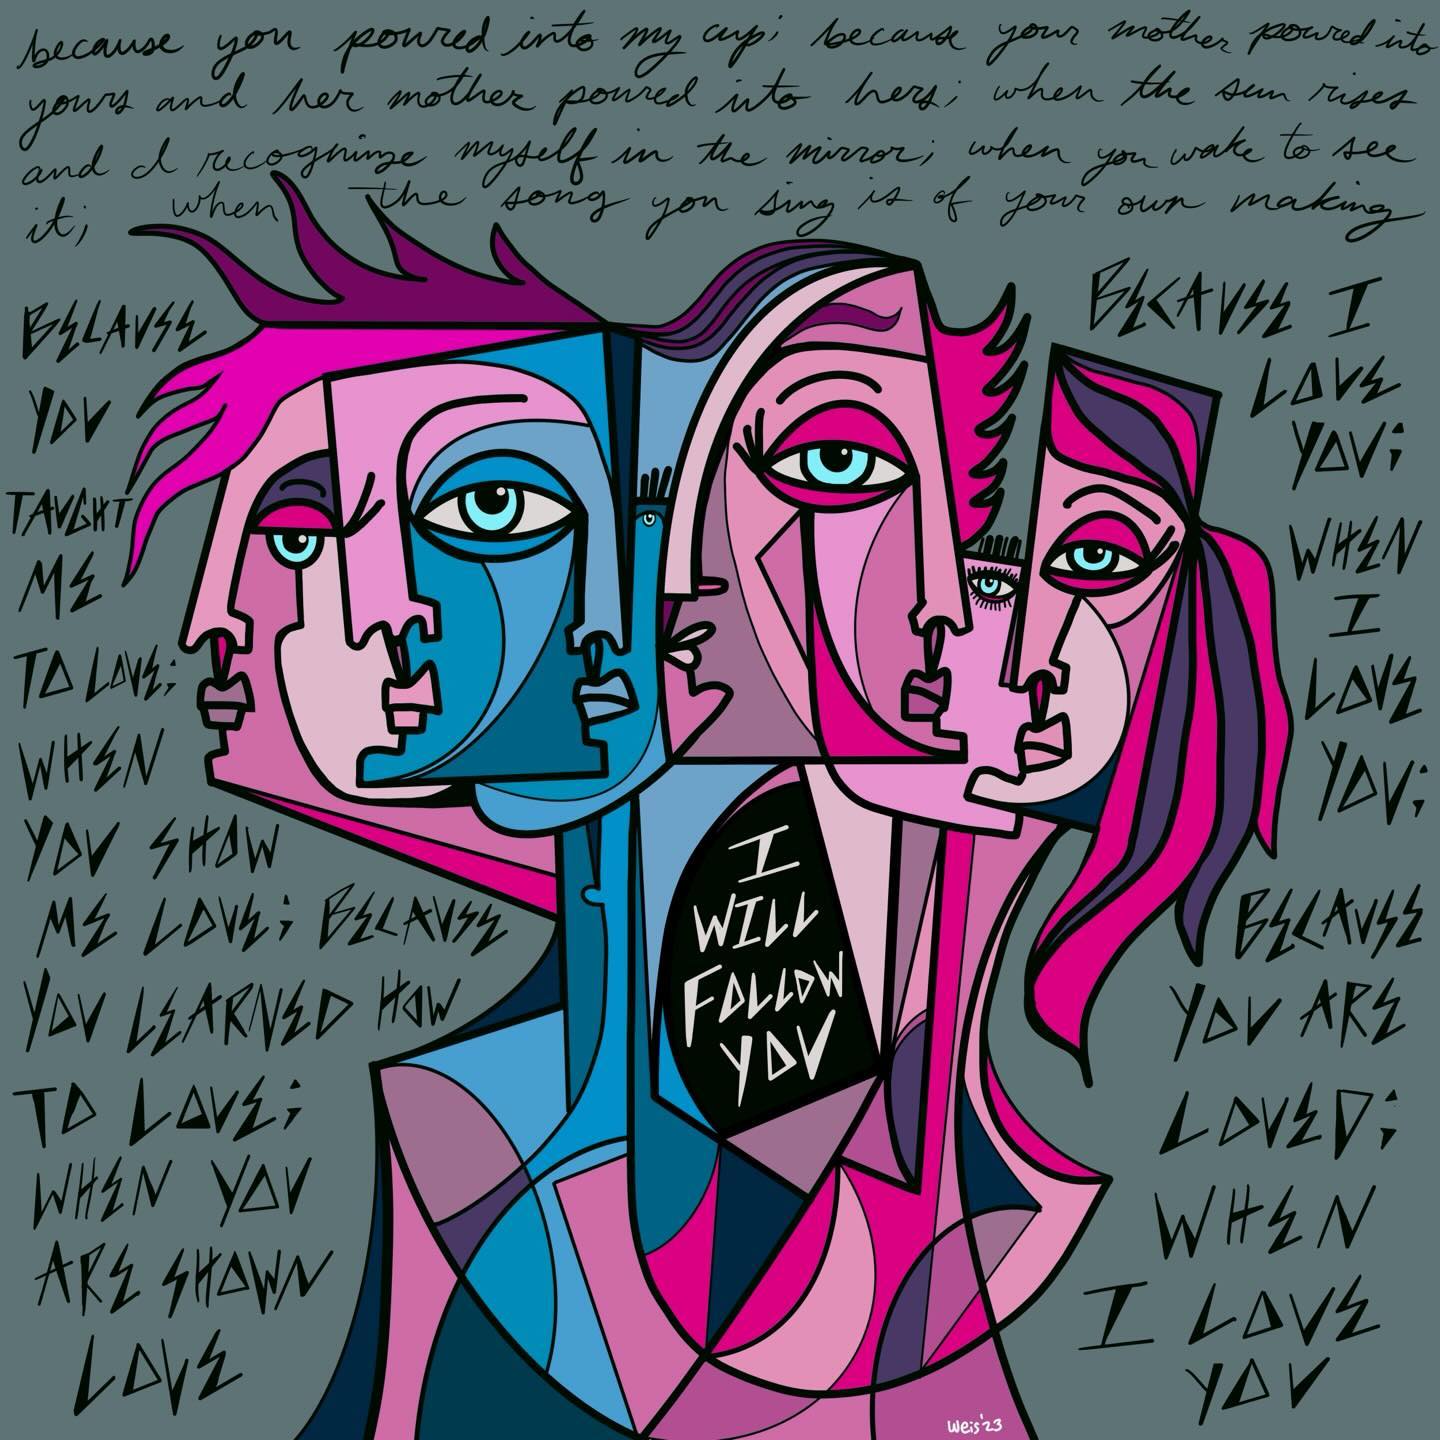 because you poured into my cup; because your mother poured into
yours and her mother poured into hers; when the sun rises
and I recognize myself in the mirror; when you wake to see
it; when the song you sing is of your own making
BECAUSE
YOU
TAUGHT
ME
TO LOVE;
WHEN
YOU SHOW
ME LOVE; BECAUSE
YOU LEARNED HOW
TO LOVE;
WHEN YOU
ARE SHOWN
LOVE
I
WILL
FOLLOW
YOU
BECAUSE I
LOVE
YOU;
WHEN
I
LOVE
YOU;
BECAUSE
YOU ARE
LOVED;
WHEN
I LOVE
YOU
Weis'23